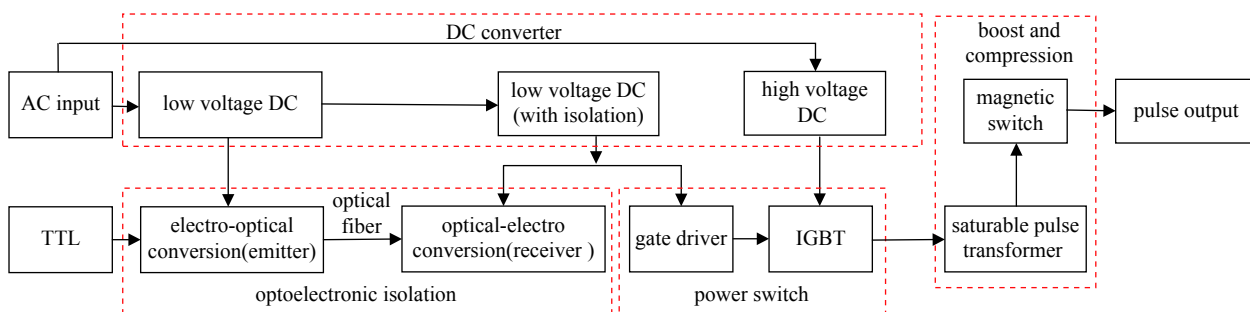 DC converter
boost and
compression
AC input
low voltage DC
low voltage DC
(with isolation)
high voltage
DC
magnetic
switch
pulse output
TTL
electro-optical
conversion(emitter)
optical
fiber
optical-electro
conversion(receiver )
gate driver
IGBT
saturable pulse
transformer
optoelectronic isolation
power switch